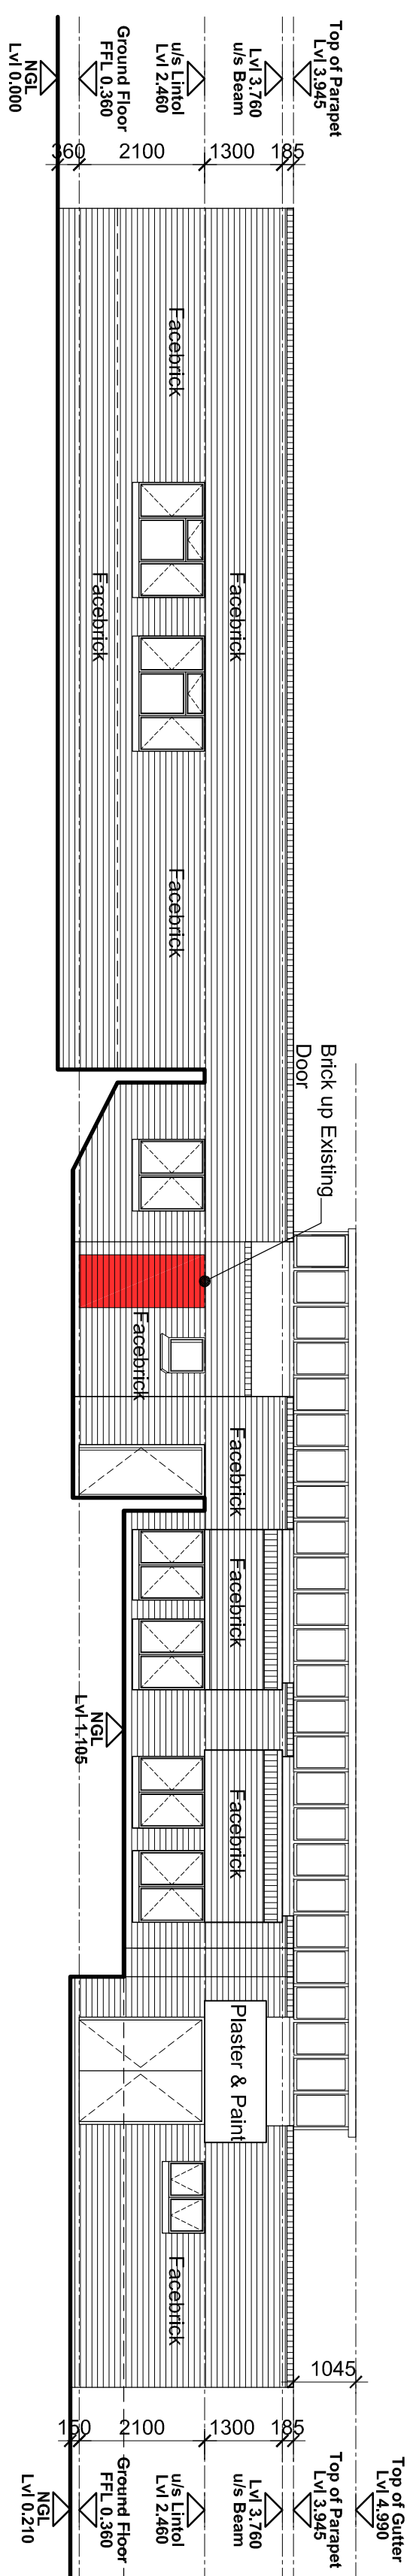 Top of Parapet
Lvl 3.945
Lvl 3.760
u/s Beam
u/s Lintol
Lvl 2.460
Ground Floor
FFL 0.360
NGL
Lvl 0.000
185
1300
2100
360
Facebrick
Facebrick
Facebrick
Facebrick
Brick up Existing
Door
Facebrick
Facebrick
Facebrick
NGL
Lvl 1.105
Facebrick
Plaster & Paint
Facebrick
1045
185
1300
2100
150
Top of Gutter
Lvl 4.990
Top of Parapet
Lvl 3.945
Lvl 3.760
u/s Beam
u/s Lintol
Lvl 2.460
Ground Floor
FFL 0.360
NGL
Lvl 0.210